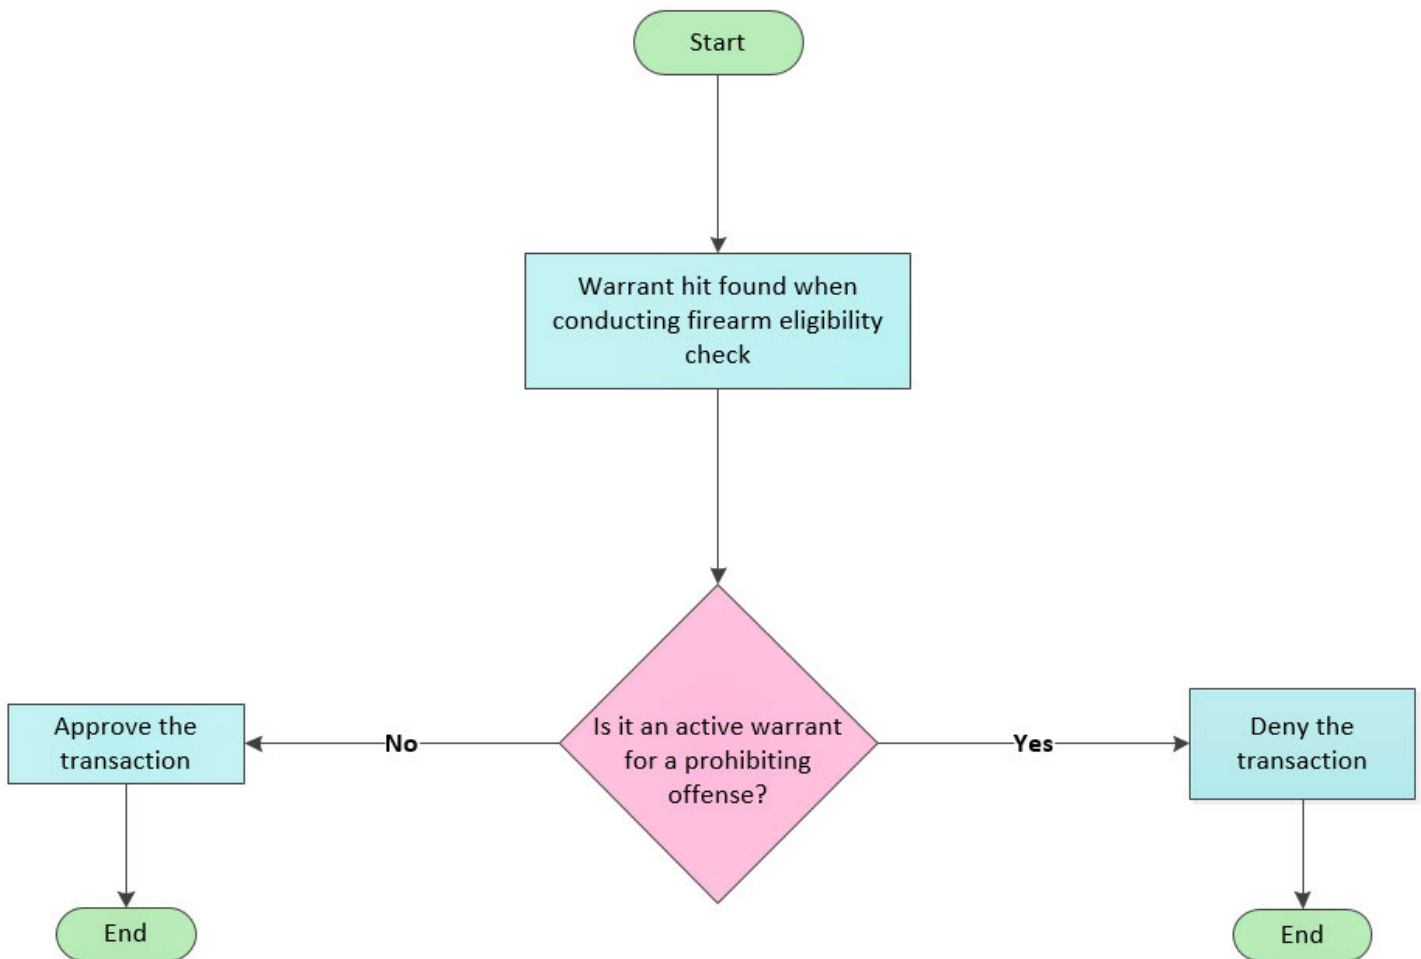 Start
Warrant hit found when
conducting firearm eligibility
check
Is it an active warrant
for a prohibiting
offense?
No
Yes
Approve the
transaction
Deny the
transaction
End
End